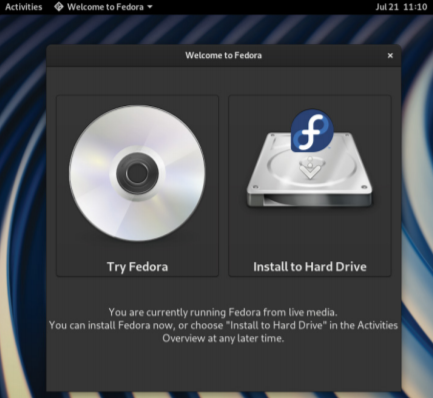 Activities Welcome to Fedora Jul 21 11:10
Welcome to Fedora ×
Try Fedora Install to Hard Drive
You are currently running Fedora from live media.
You can install Fedora now, or choose "Install to Hard Drive" in the Activities
Overview at any later time.